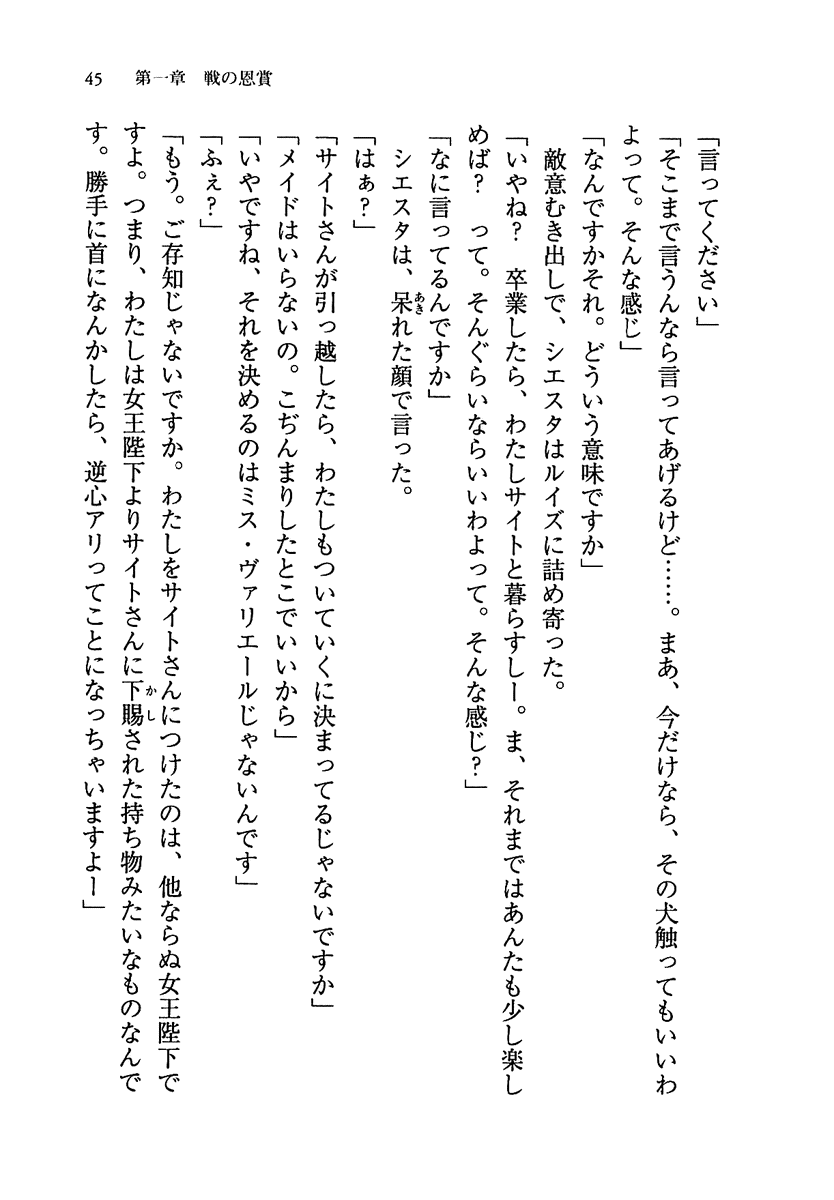 45　第一章　戦の恩賞
「言ってください」
「そこまで言うんなら言ってあげるけど……。まあ、今だけなら、その犬触ってもいいわ
よって。そんな感じ」
「なんですかそれ。どういう意味ですか」
　敵意むき出しで、シエスタはルイズに詰め寄った。
「いやね？　卒業したら、わたしサイトと暮らすしー。ま、それまではあんたも少し楽し
めば？　って。そんぐらいならいいわよって。そんな感じ？」
「なに言ってるんですか」
　シエスタは、呆れた顔で言った。
「はぁ？」
「サイトさんが引っ越したら、わたしもついていくに決まってるじゃないですか」
「メイドはいらないの。こぢんまりしたとこでいいから」
「いやですね、それを決めるのはミス・ヴァリエールじゃないんです」
「ふぇ？」
「もう。ご存知じゃないですか。わたしをサイトさんにつけたのは、他ならぬ女王陛下で
すよ。つまり、わたしは女王陛下よりサイトさんに下賜された持ち物みたいなものなんで
す。勝手に首になんかしたら、逆心アリってことになっちゃいますよー」